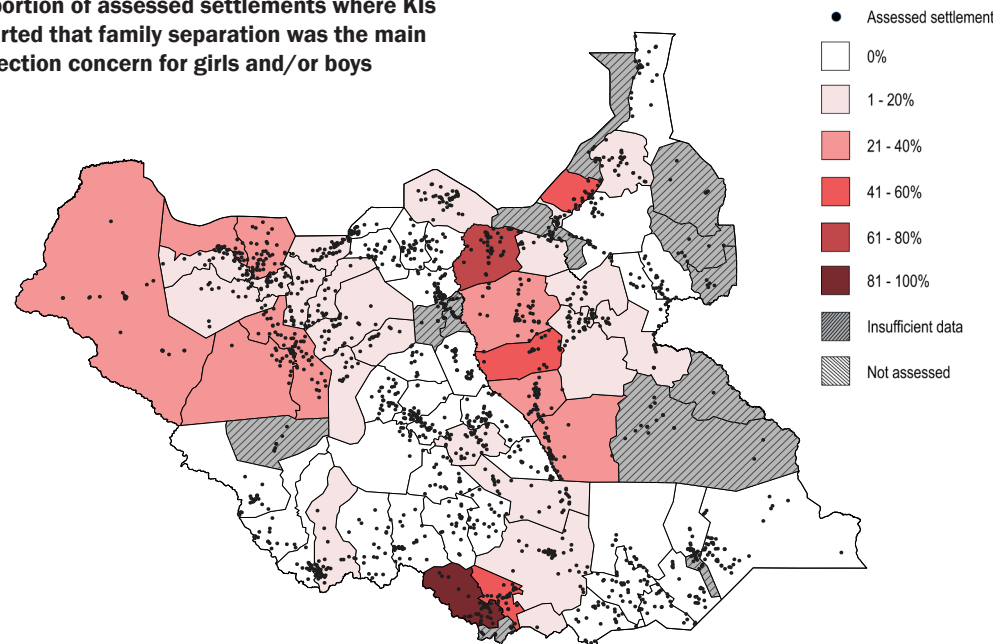 portion of assessed settlements where KIs
rted that family separation was the main
ection concern for girls and/or boys
Assessed settlement
0%
1 - 20%
21 - 40%
41 - 60%
61 - 80%
81 - 100%
Insufficient data
Not assessed